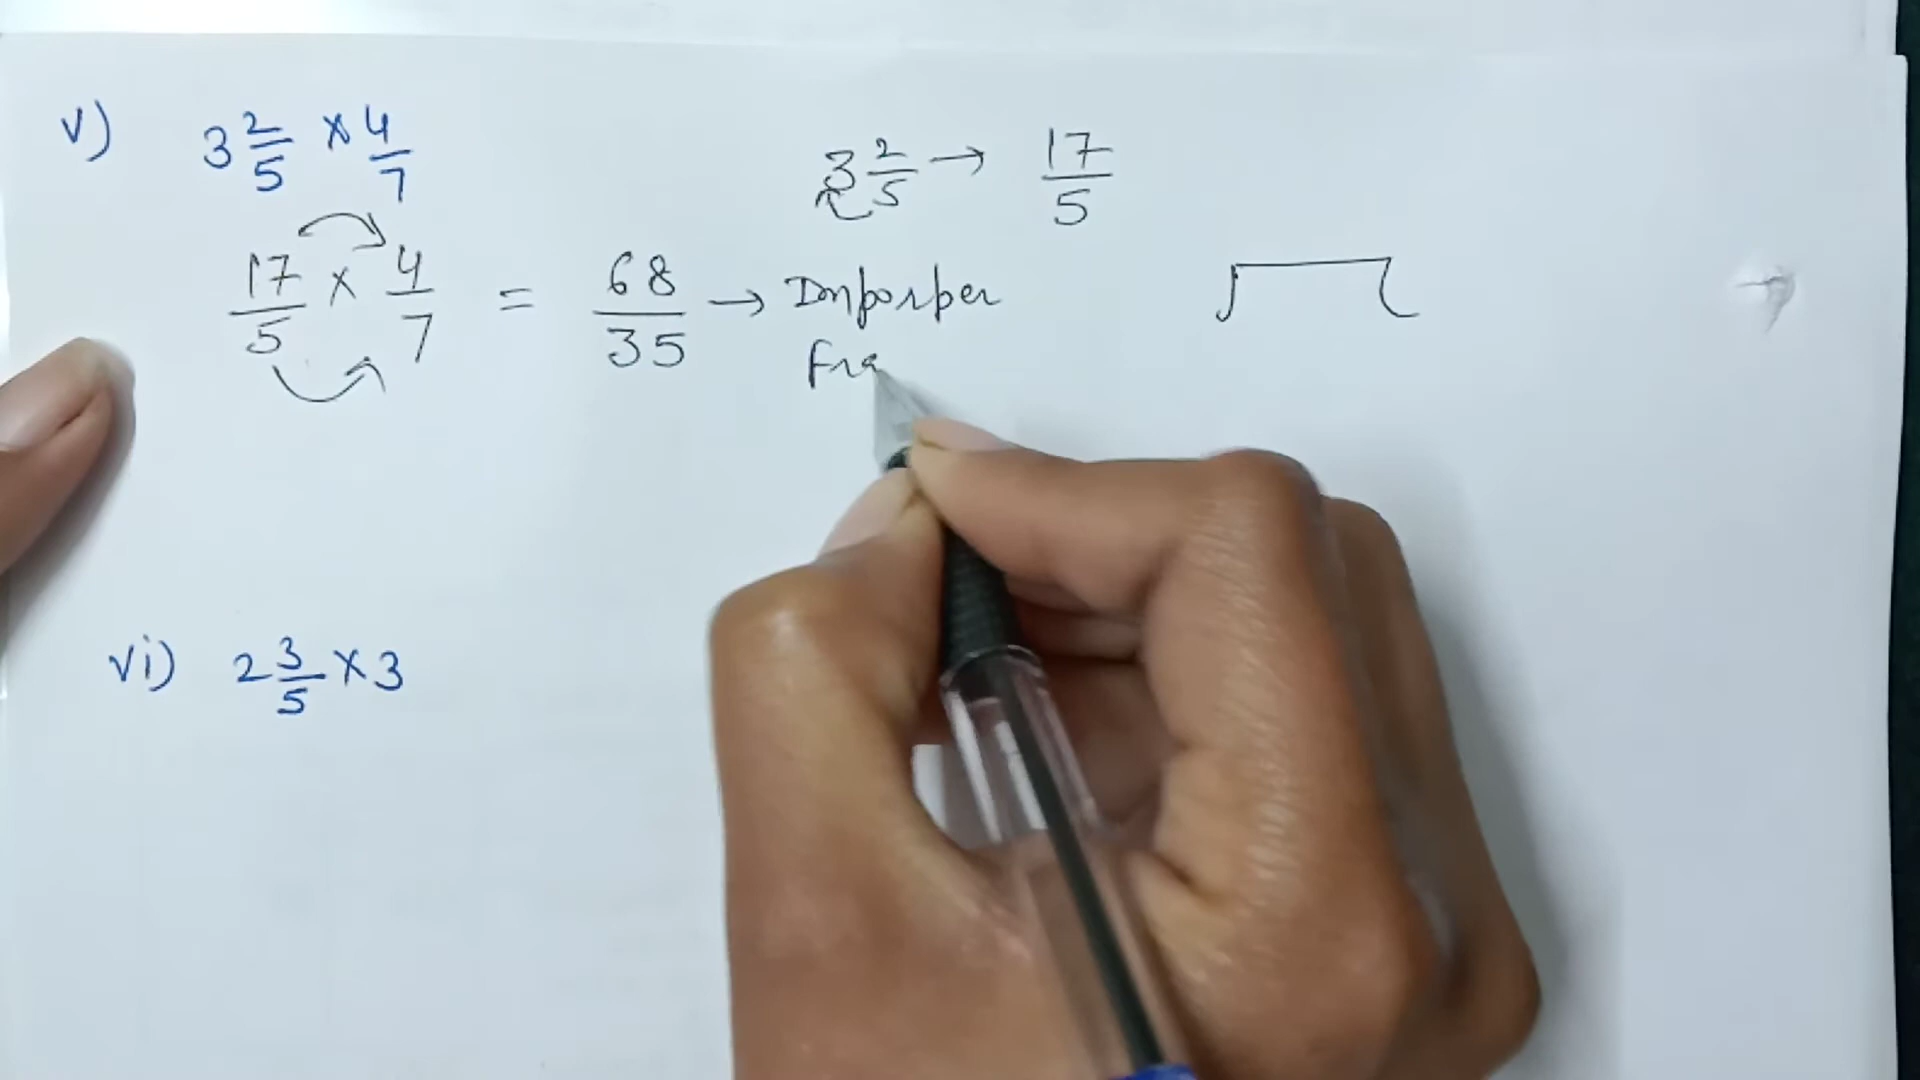 v) 3 2/5 × 4/7
3 2/5 → 17/5
17/5 × 4/7 = 68/35 → Imporper
Fra
vi) 2 3/5 × 3